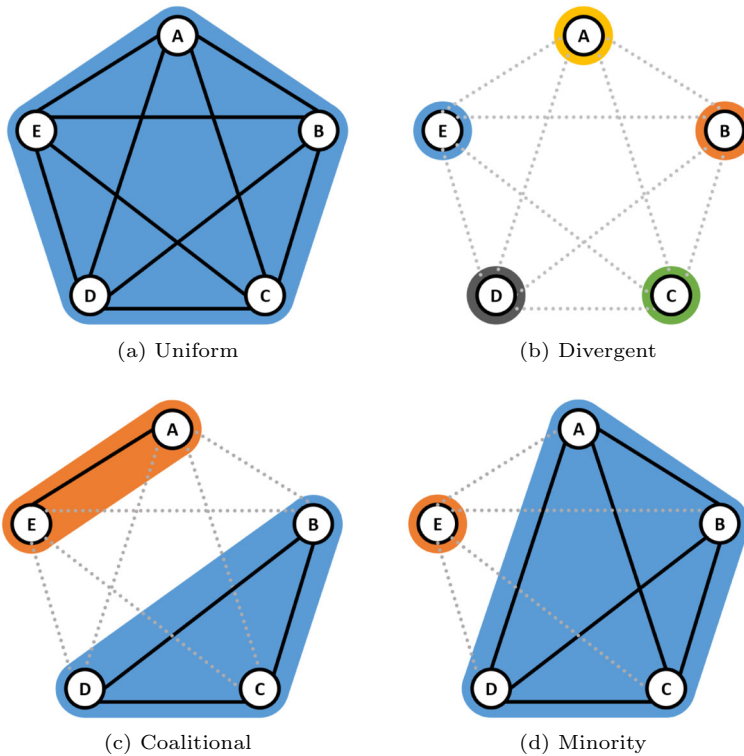 A
E
B
D
C
(a) Uniform
A
E
B
D
C
(b) Divergent
A
E
B
D
C
(c) Coalitional
A
E
B
D
C
(d) Minority